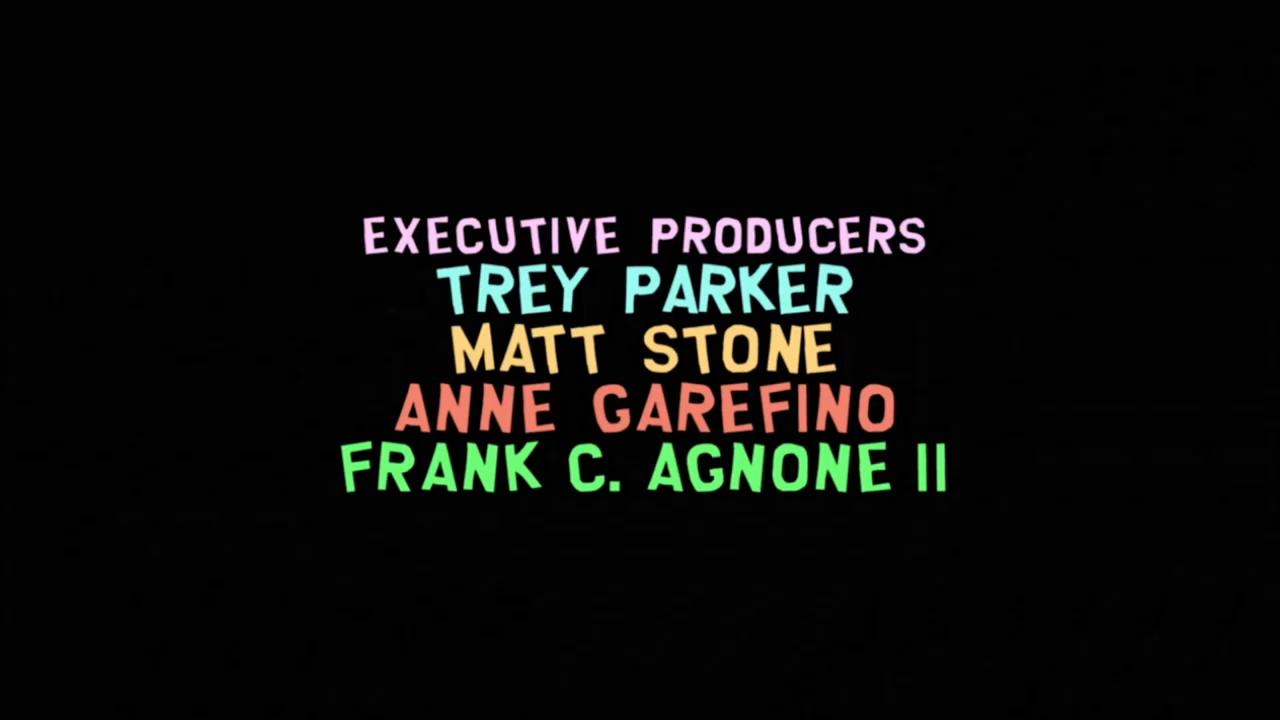 EXECUTIVE PRODUCERS
TREY PARKER
MATT STONE
ANNE GAREFINO
FRANK C. AGNONE II